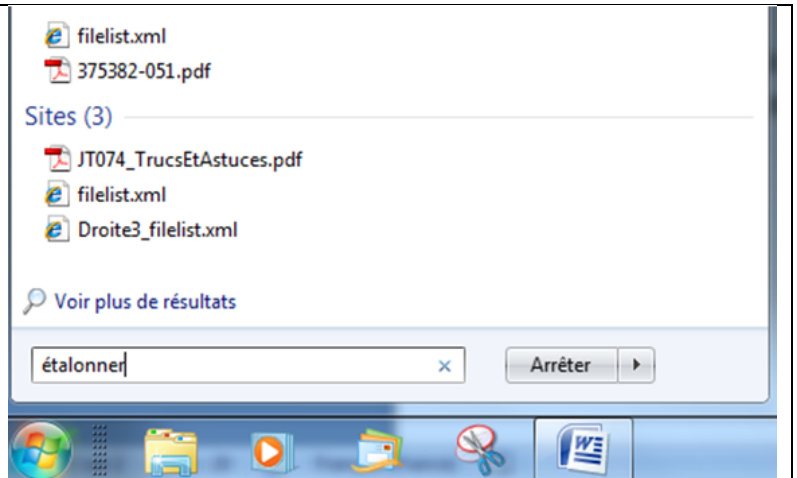 filelist.xml
375382-051.pdf
Sites (3)
JT074_TrucsEtAstuces.pdf
filelist.xml
Droite3_filelist.xml
Voir plus de résultats
étalonner
Arrêter